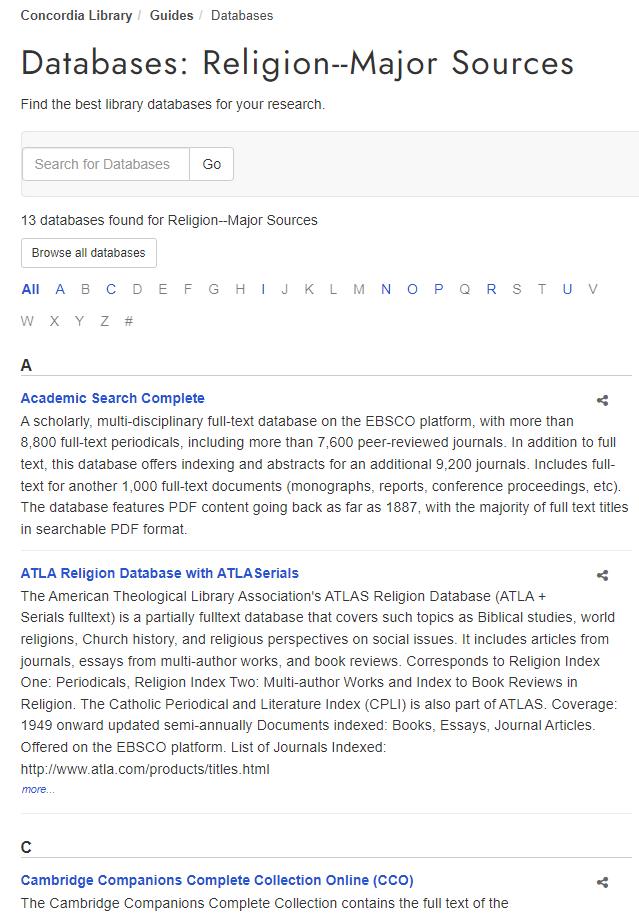 Concordia Library / Guides / Databases
Databases: Religion--Major Sources
Find the best library databases for your research.
Search for Databases Go
13 databases found for Religion--Major Sources
Browse all databases
All A B C D E F G H I J K L M N O P Q R S T U V
W X Y Z #
A
Academic Search Complete
A scholarly, multi-disciplinary full-text database on the EBSCO platform, with more than
8,800 full-text periodicals, including more than 7,600 peer-reviewed journals. In addition to full
text, this database offers indexing and abstracts for an additional 9,200 journals. Includes full-
text for another 1,000 full-text documents (monographs, reports, conference proceedings, etc).
The database features PDF content going back as far as 1887, with the majority of full text titles
in searchable PDF format.
ATLA Religion Database with ATLASerials
The American Theological Library Association's ATLAS Religion Database (ATLA +
Serials fulltext) is a partially fulltext database that covers such topics as Biblical studies, world
religions, Church history, and religious perspectives on social issues. It includes articles from
journals, essays from multi-author works, and book reviews. Corresponds to Religion Index
One: Periodicals, Religion Index Two: Multi-author Works and Index to Book Reviews in
Religion. The Catholic Periodical and Literature Index (CPLI) is also part of ATLAS. Coverage:
1949 onward updated semi-annually Documents indexed: Books, Essays, Journal Articles.
Offered on the EBSCO platform. List of Journals Indexed:
http://www.atla.com/products/titles.html
more...
C
Cambridge Companions Complete Collection Online (CCO)
The Cambridge Companions Complete Collection contains the full text of the